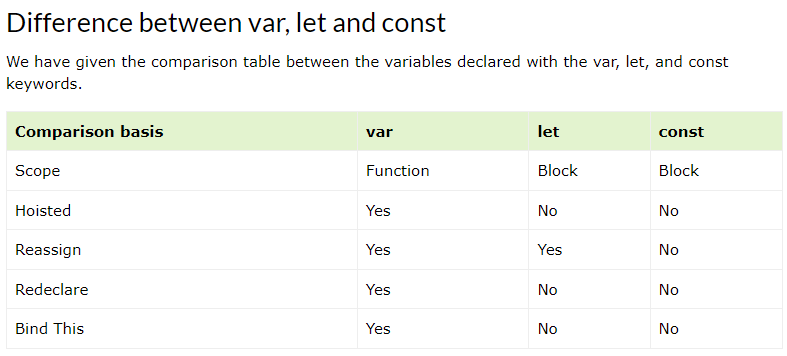 Difference between var, let and const
We have given the comparison table between the variables declared with the var, let, and const
keywords.
Comparison basis var let const
Scope Function Block Block
Hoisted Yes No No
Reassign Yes Yes No
Redeclare Yes No No
Bind This Yes No No